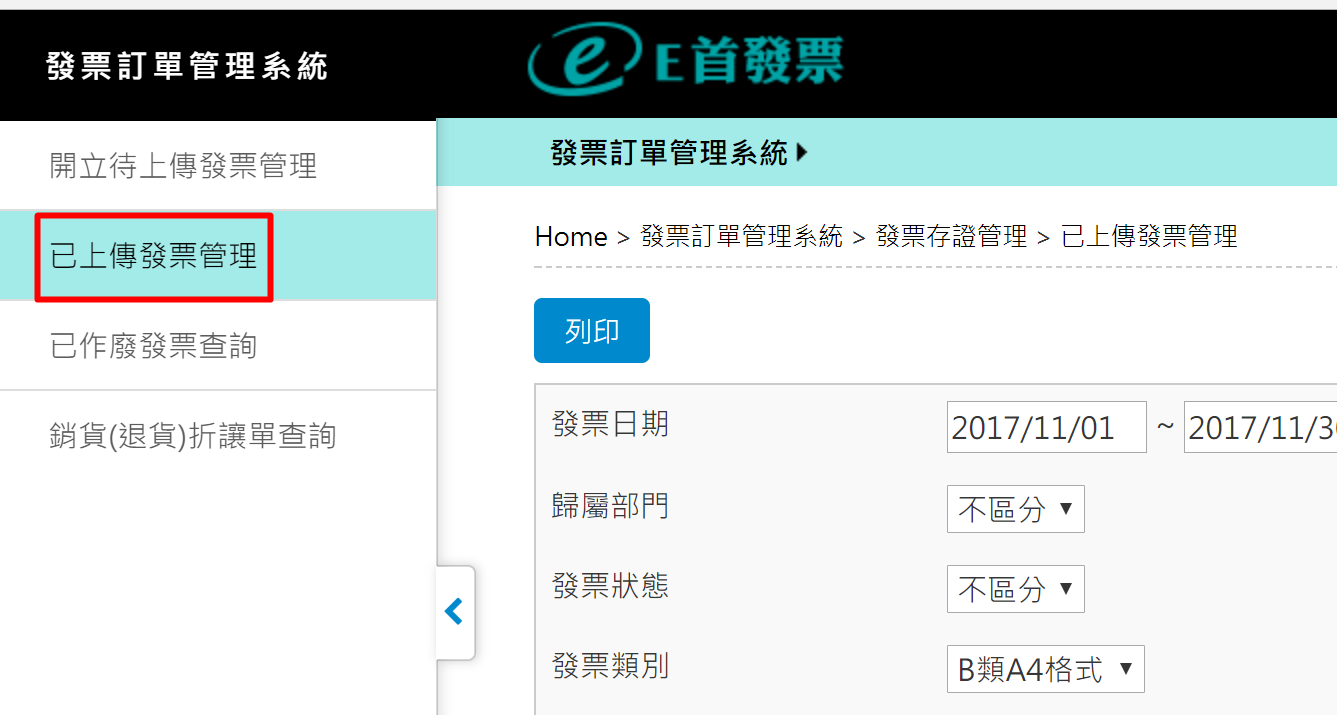 發票訂單管理系統
E首發票
開立待上傳發票管理
已上傳發票管理
已作廢發票查詢
銷貨(退貨)折讓單查詢
發票訂單管理系統
Home > 發票訂單管理系統 > 發票存證管理 > 已上傳發票管理
列印
發票日期 2017/11/01 ~ 2017/11/30
歸屬部門 不區分
發票狀態 不區分
發票類別 B類A4格式